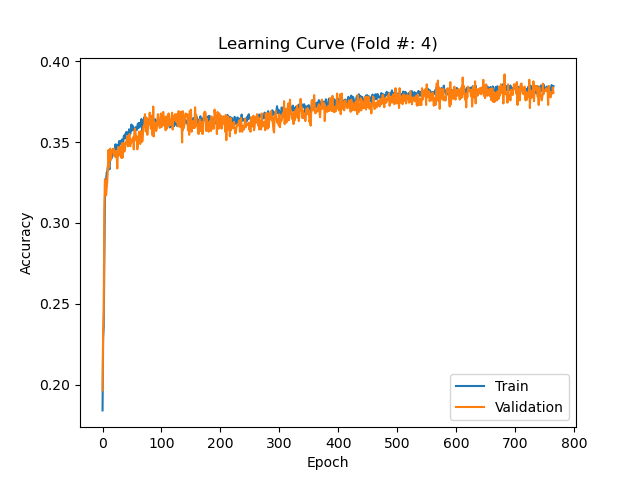 Learning Curve (Fold #: 4)
0.40
0.35
0.30
0.25
0.20
Accuracy
Train
Validation
0 100 200 300 400 500 600 700 800
Epoch